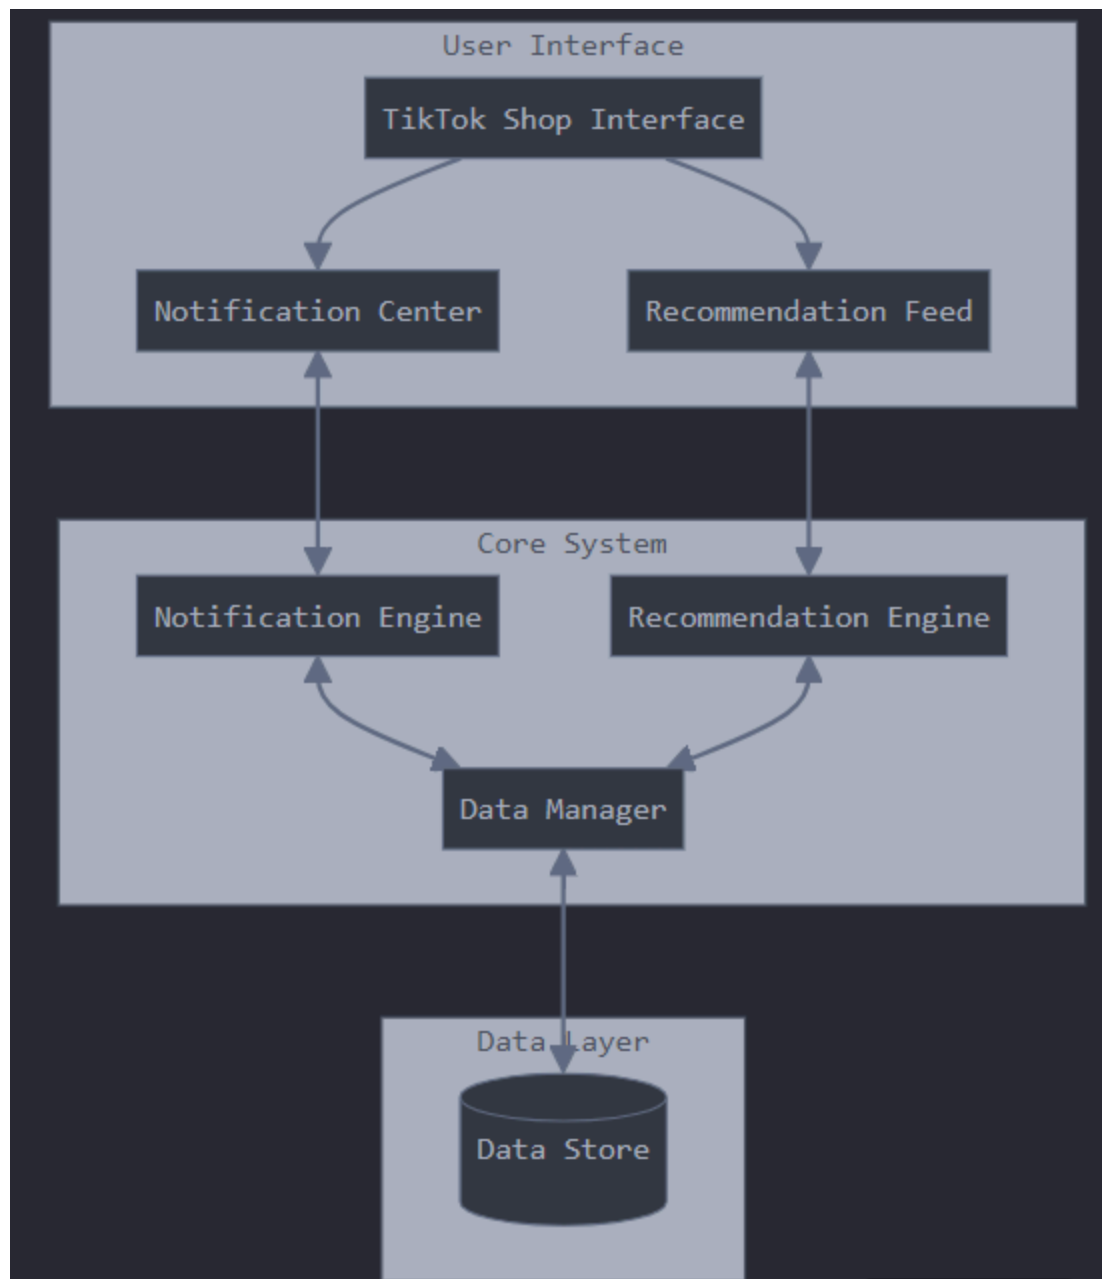 User Interface
TikTok Shop Interface
Notification Center
Recommendation Feed
Core System
Notification Engine
Recommendation Engine
Data Manager
Data Layer
Data Store